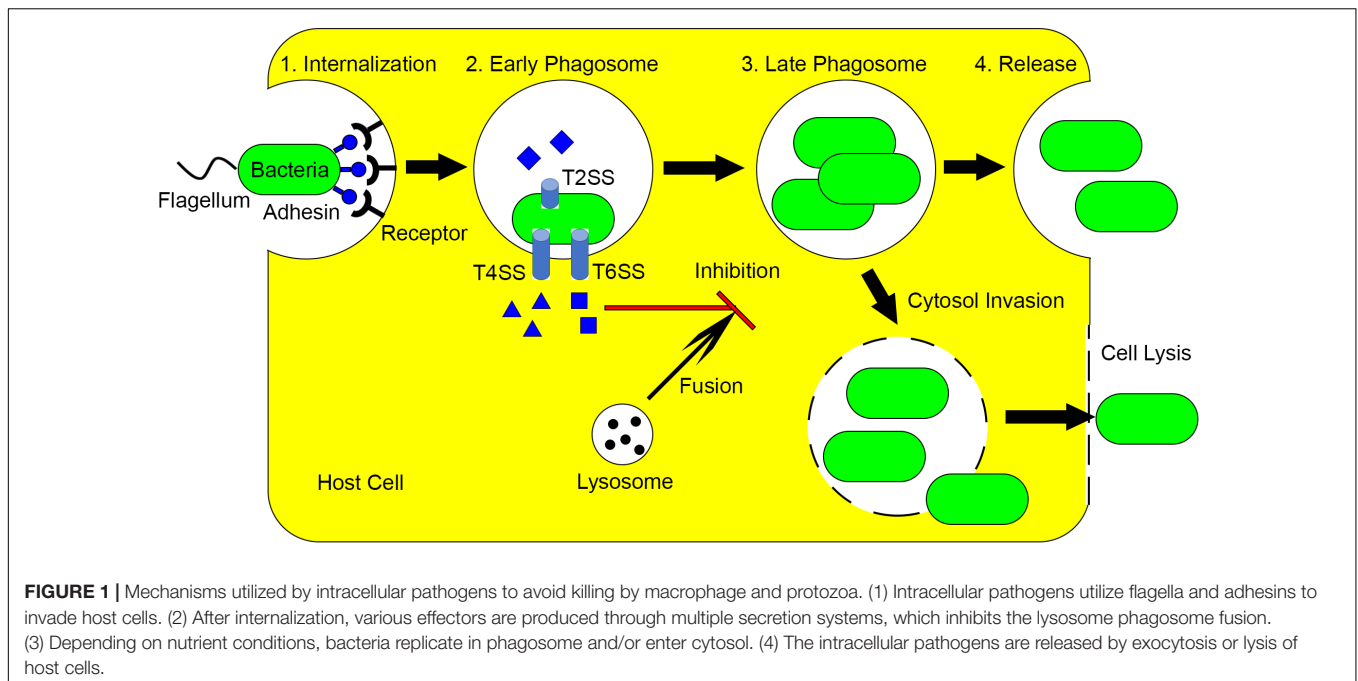 1. Internalization
2. Early Phagosome
3. Late Phagosome
4. Release
Bacteria
Flagellum
Adhesin
Receptor
T2SS
T4SS
T6SS
Inhibition
Fusion
Lysosome
Host Cell
Cytosol Invasion
Cell Lysis
FIGURE 1 | Mechanisms utilized by intracellular pathogens to avoid killing by macrophage and protozoa. (1) Intracellular pathogens utilize flagella and adhesins to
invade host cells. (2) After internalization, various effectors are produced through multiple secretion systems, which inhibits the lysosome phagosome fusion.
(3) Depending on nutrient conditions, bacteria replicate in phagosome and/or enter cytosol. (4) The intracellular pathogens are released by exocytosis or lysis of
host cells.